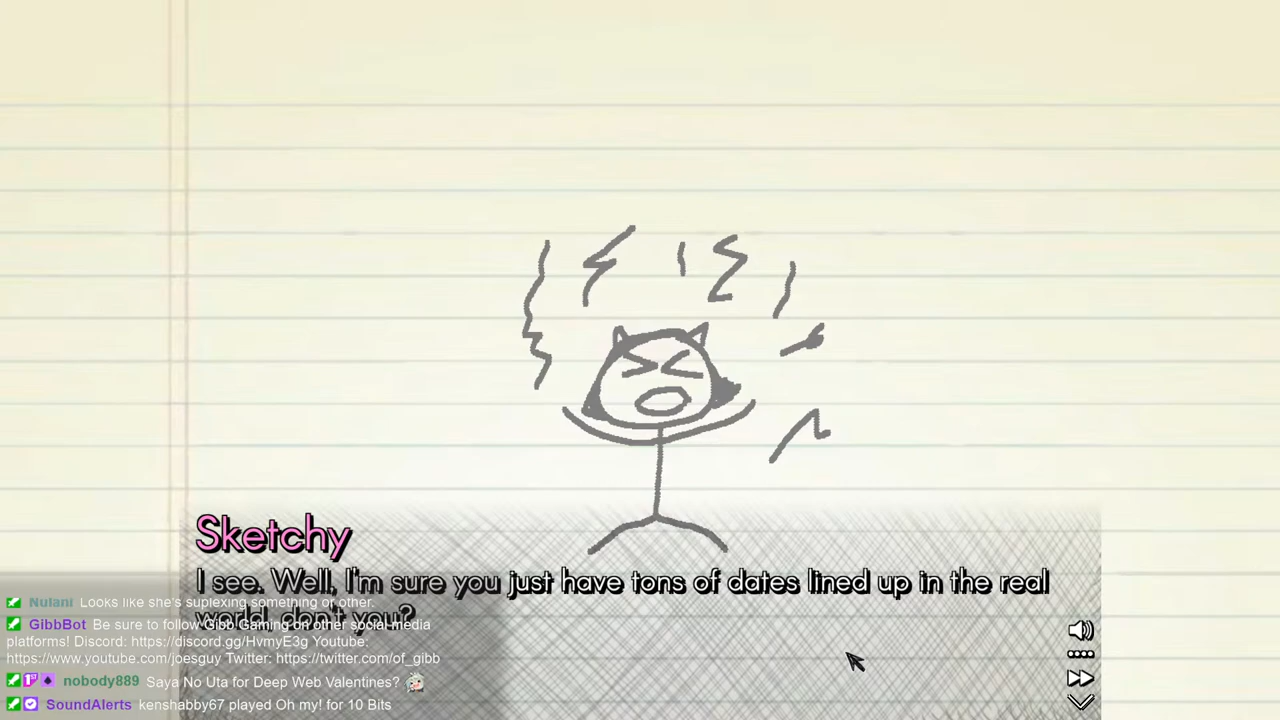 Sketchy
I see. Well, I'm sure you just have tons of dates lined up in the real
world, don't you?
Nulani Looks like she's suplexing something or other.
GibbBot Be sure to follow Gibb Gaming on other social media
platforms! Discord: https://discord.gg/HvmyE3g Youtube:
https://www.youtube.com/joesguy Twitter: https://twitter.com/of_gibb
nobody889 Saya No Uta for Deep Web Valentines?
SoundAlerts kenshabby67 played Oh my! for 10 Bits